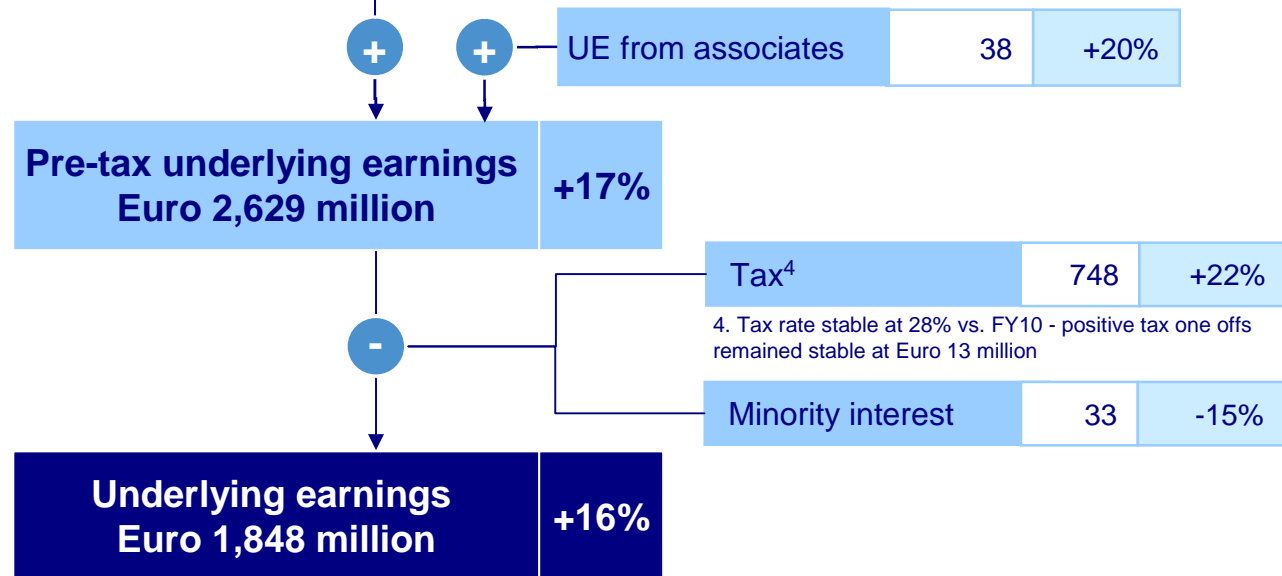 + + UE from associates 38 +20%
Pre-tax underlying earnings
Euro 2,629 million
+17%
Tax⁴ 748 +22%
4. Tax rate stable at 28% vs. FY10 - positive tax one offs
remained stable at Euro 13 million
-
Minority interest 33 -15%
Underlying earnings
Euro 1,848 million
+16%